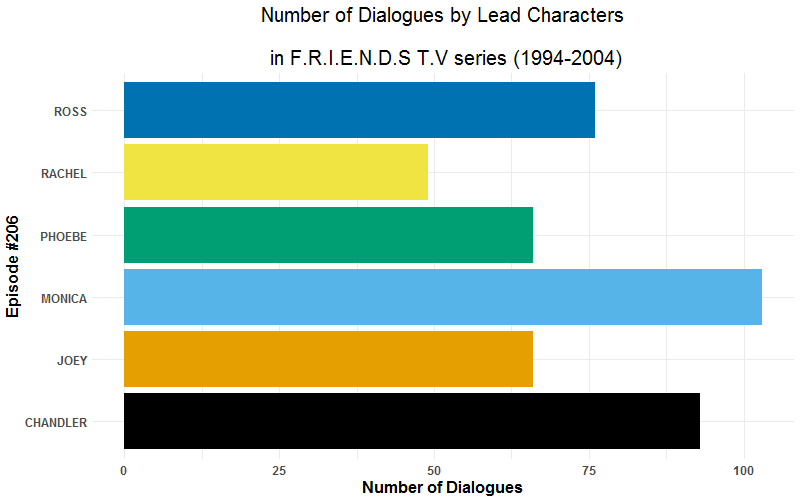 Number of Dialogues by Lead Characters
in F.R.I.E.N.D.S T.V series (1994-2004)
Episode #206
ROSS
RACHEL
PHOEBE
MONICA
JOEY
CHANDLER
0 25 50 75 100
Number of Dialogues